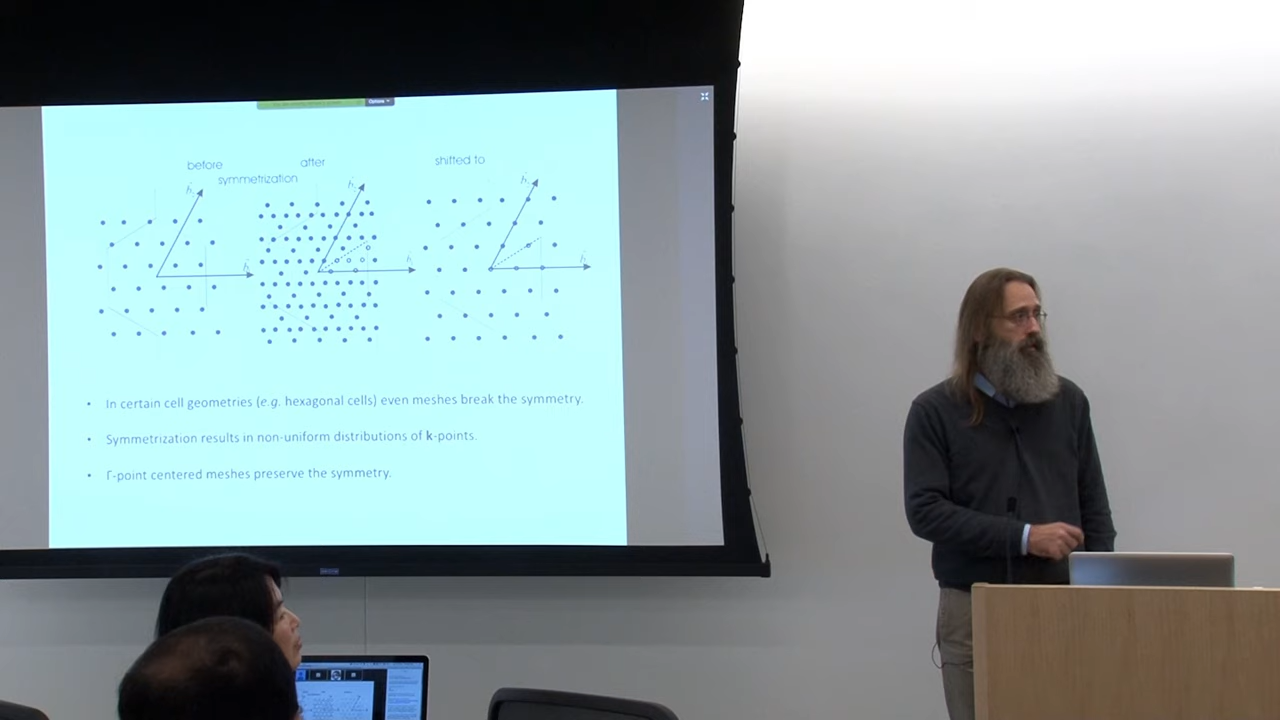 Options
before
after
shifted to
symmetrization
• In certain cell geometries (e.g. hexagonal cells) even meshes break the symmetry.
• Symmetrization results in non-uniform distributions of k-points.
• Γ-point centered meshes preserve the symmetry.